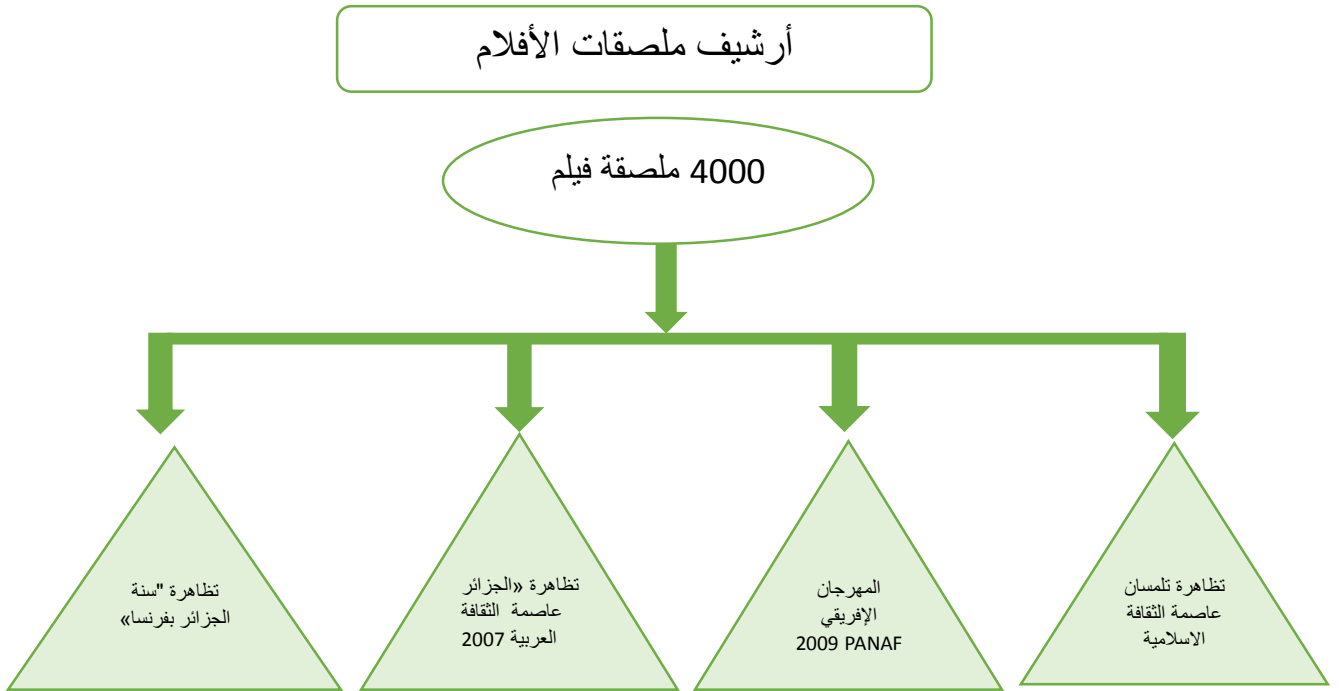 أرشيف ملصقات الأفلام
4000 ملصقة فيلم
تظاهرة تلمسان
عاصمة الثقافة
الاسلامية
المهرجان
الإفريقي
2009 PANAF
تظاهرة «الجزائر
عاصمة الثقافة
العربية 2007
تظاهرة "سنة
الجزائر بفرنسا»